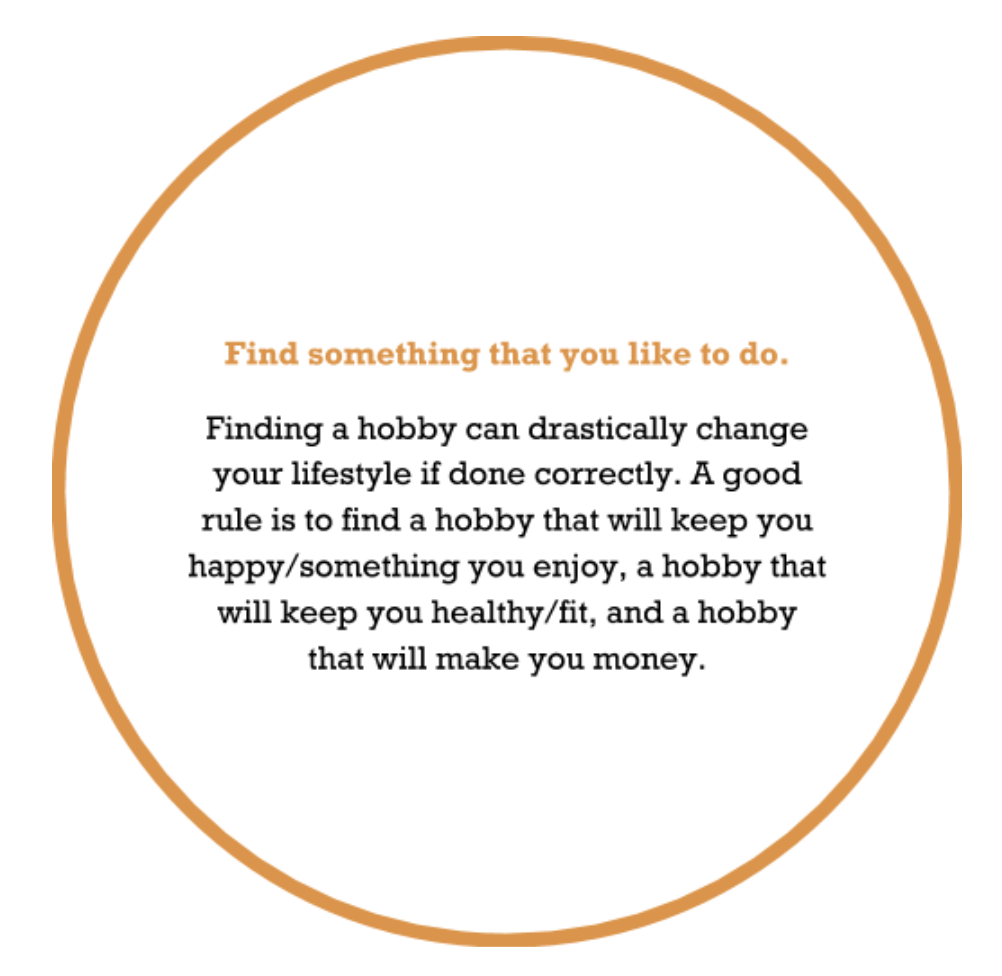 Find something that you like to do.
Finding a hobby can drastically change
your lifestyle if done correctly. A good
rule is to find a hobby that will keep you
happy/something you enjoy, a hobby that
will keep you healthy/fit, and a hobby
that will make you money.